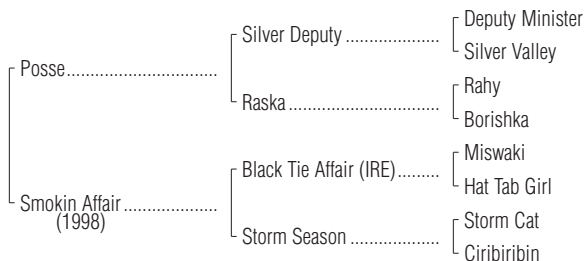 Deputy Minister
Silver Deputy ......................
Silver Valley
Posse...................................
Rahy
Raska ...................................
Borishka
Miswaki
Black Tie Affair (IRE).........
Hat Tab Girl
Smokin Affair ......................
(1998)
Storm Cat
Storm Season ......................
Ciribiribin